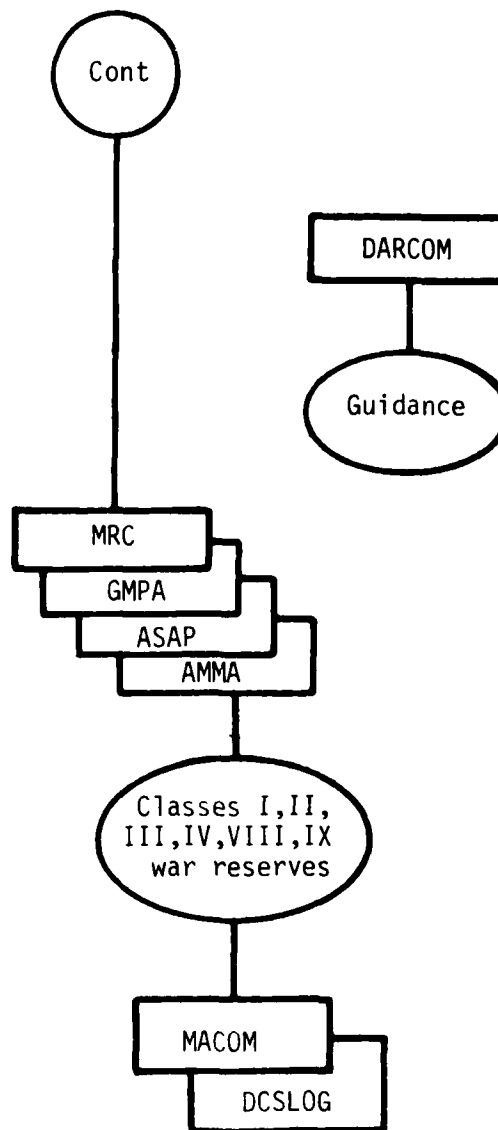 Cont
DARCOM
Guidance
MRC
GMPA
ASAP
AMMA
Classes I,II,
III,IV,VIII,IX
war reserves
MACOM
DCSLOG